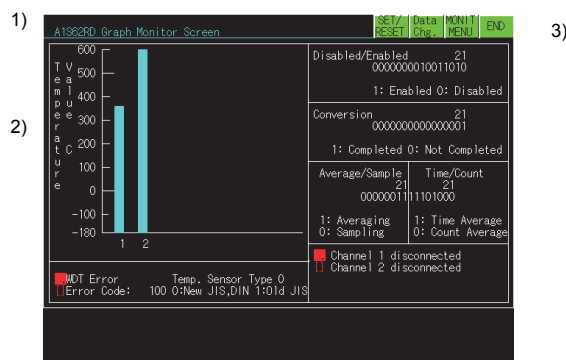 1)
2)
3)
A1S62RD Graph Monitor Screen
SET/ RESET
Data Chg.
MONIT MENU
END
Temperature
Value
C
600
500
400
300
200
100
0
-100
-180
1 2
Disabled/Enabled 21
0000000010011010
1: Enabled 0: Disabled
Conversion 21
0000000000000001
1: Completed 0: Not Completed
Average/Sample Time/Count
21 21
0000001111101000
1: Averaging 1: Time Average
0: Sampling 0: Count Average
Channel 1 disconnected
Channel 2 disconnected
WDT Error Temp. Sensor Type 0
Error Code: 100 0:New JIS,DIN 1:Old JIS